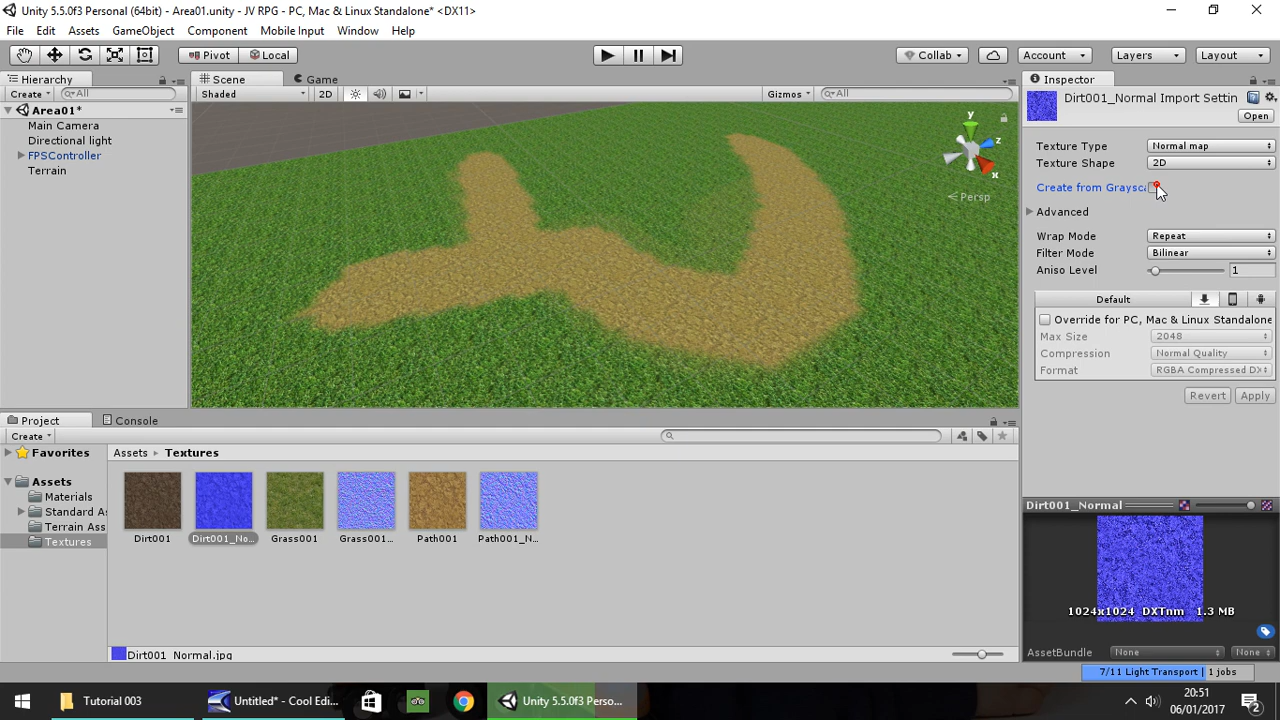 Unity 5.5.0f3 Personal (64bit) - Area01.unity - JV RPG - PC, Mac & Linux Standalone* <DX11>
File Edit Assets GameObject Component Mobile Input Window Help
Pivot Local Collab Account Layers Layout
Hierarchy Scene Game Inspector
Create All Shaded 2D Gizmos All
Dirt001_Normal Import Settin
Open
Area01*
Main Camera
Directional light
FPSController
Terrain
y
z
x
Persp
Texture Type Normal map
Texture Shape 2D
Create from Graysca
Advanced
Wrap Mode Repeat
Filter Mode Bilinear
Aniso Level 1
Default
Override for PC, Mac & Linux Standalone
Max Size 2048
Compression Normal Quality
Format RGBA Compressed DX
Revert Apply
Project Console
Create
Favorites
Assets
Materials
Standard As
Terrain Ass
Textures
Assets Textures
Dirt001 Dirt001_No... Grass001 Grass001... Path001 Path001_N...
Dirt001_Normal.jpg
Dirt001_Normal
1024x1024 DXTnm 1.3 MB
AssetBundle None None
7/11 Light Transport 1 jobs
Tutorial 003 Untitled* - Cool Edi... Unity 5.5.0f3 Perso...
20:51
06/01/2017
2